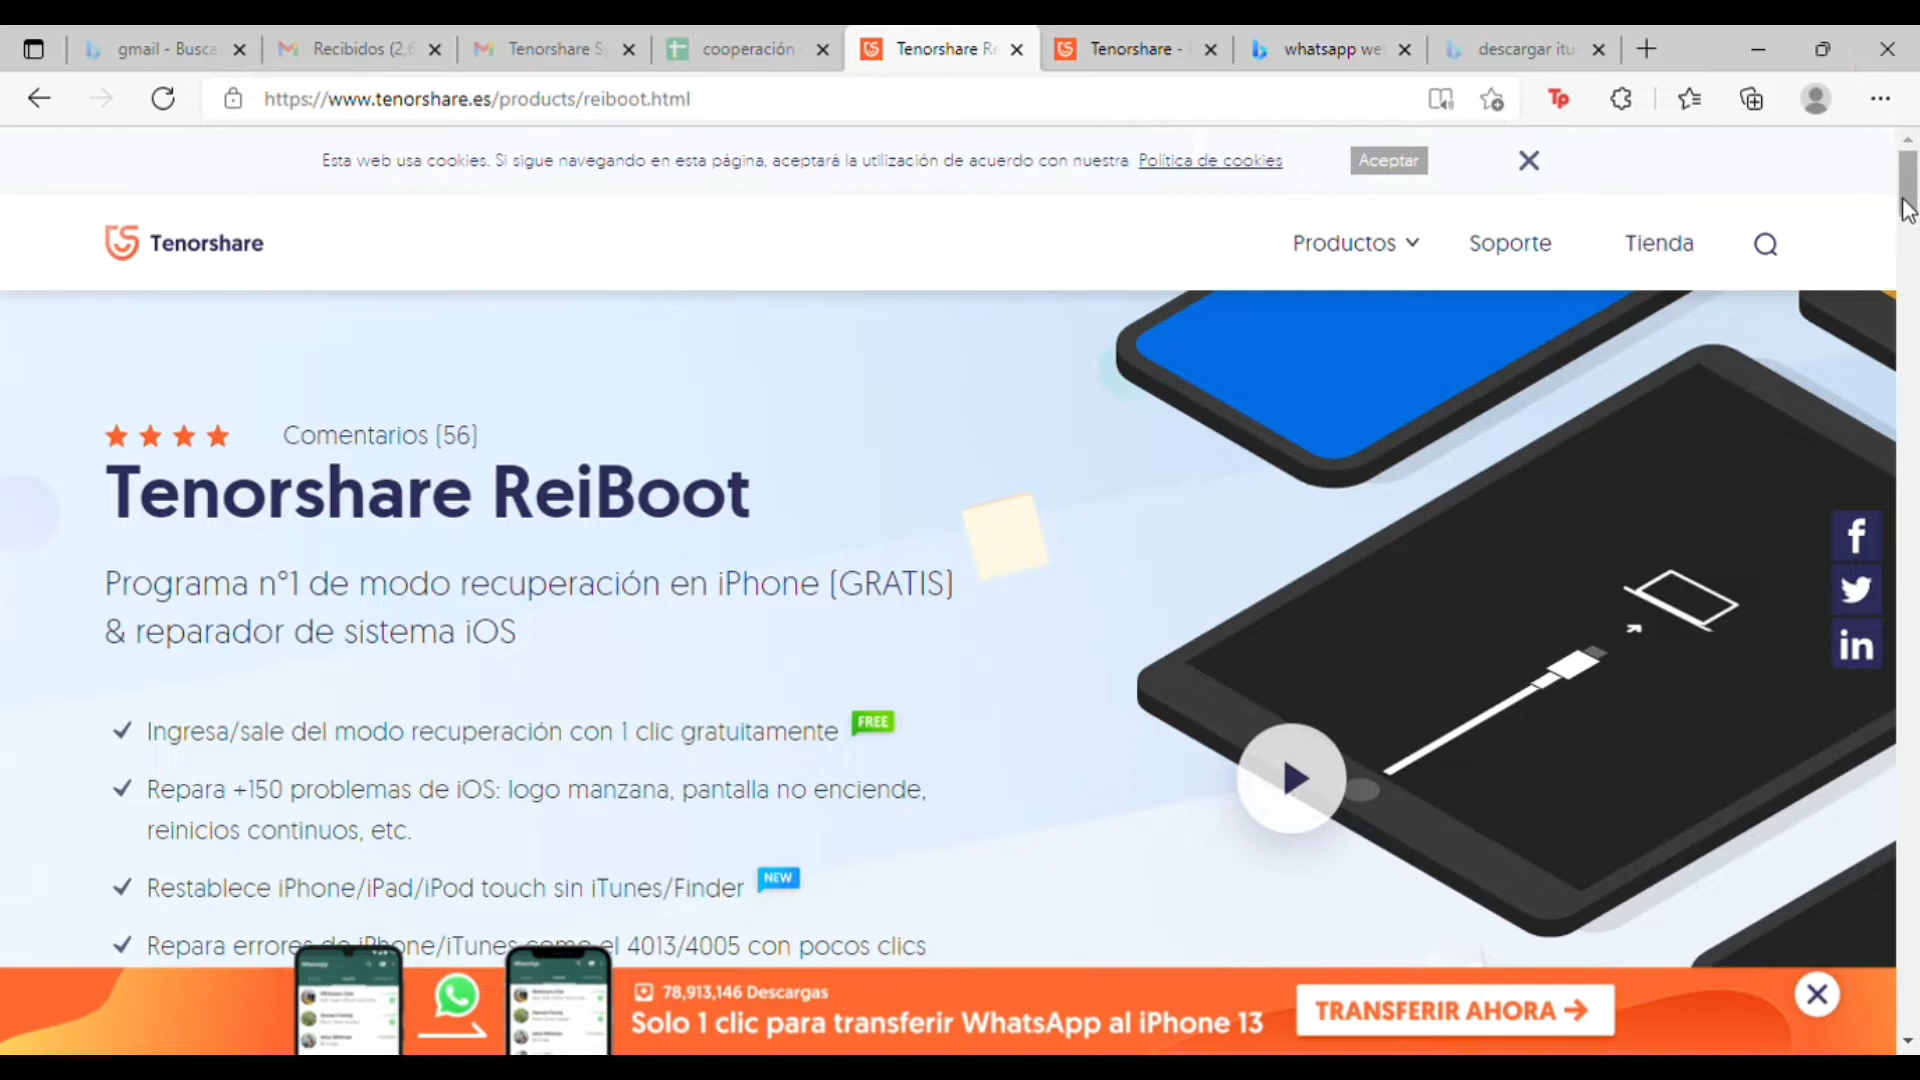 gmail - Busca
Recibidos (2,6
Tenorshare S
cooperación
Tenorshare Re
Tenorshare -
whatsapp we
descargar itu
https://www.tenorshare.es/products/reiboot.html
Esta web usa cookies. Si sigue navegando en esta página, aceptará la utilización de acuerdo con nuestra Política de cookies
Aceptar
Tenorshare
Productos
Soporte
Tienda
Comentarios (56)
Tenorshare ReiBoot
Programa n°1 de modo recuperación en iPhone (GRATIS)
& reparador de sistema iOS
Ingresa/sale del modo recuperación con 1 clic gratuitamente FREE
Repara +150 problemas de iOS: logo manzana, pantalla no enciende,
reinicios continuos, etc.
Restablece iPhone/iPad/iPod touch sin iTunes/Finder NEW
Repara errores de iPhone/iTunes como el 4013/4005 con pocos clics
78,913,146 Descargas
Solo 1 clic para transferir WhatsApp al iPhone 13
TRANSFERIR AHORA